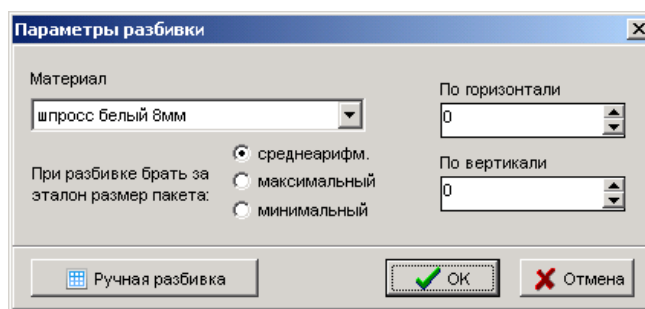 Параметры разбивки
Материал
шпросс белый 8мм
По горизонтали
0
При разбивке брать за
эталон размер пакета:
среднеарифм.
максимальный
минимальный
По вертикали
0
Ручная разбивка
OK
Отмена